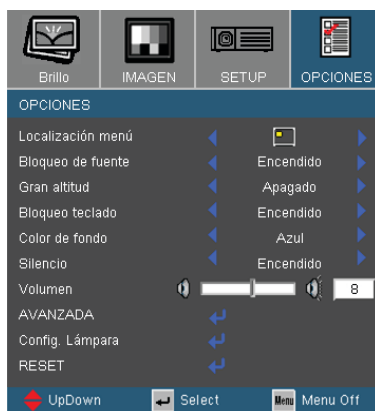 Brillo IMAGEN SETUP OPCIONES
OPCIONES
Localización menú
Bloqueo de fuente Encendido
Gran altitud Apagado
Bloqueo teclado Encendido
Color de fondo Azul
Silencio Encendido
Volumen 8
AVANZADA
Config. Lámpara
RESET
UpDown Select Menu Menu Off